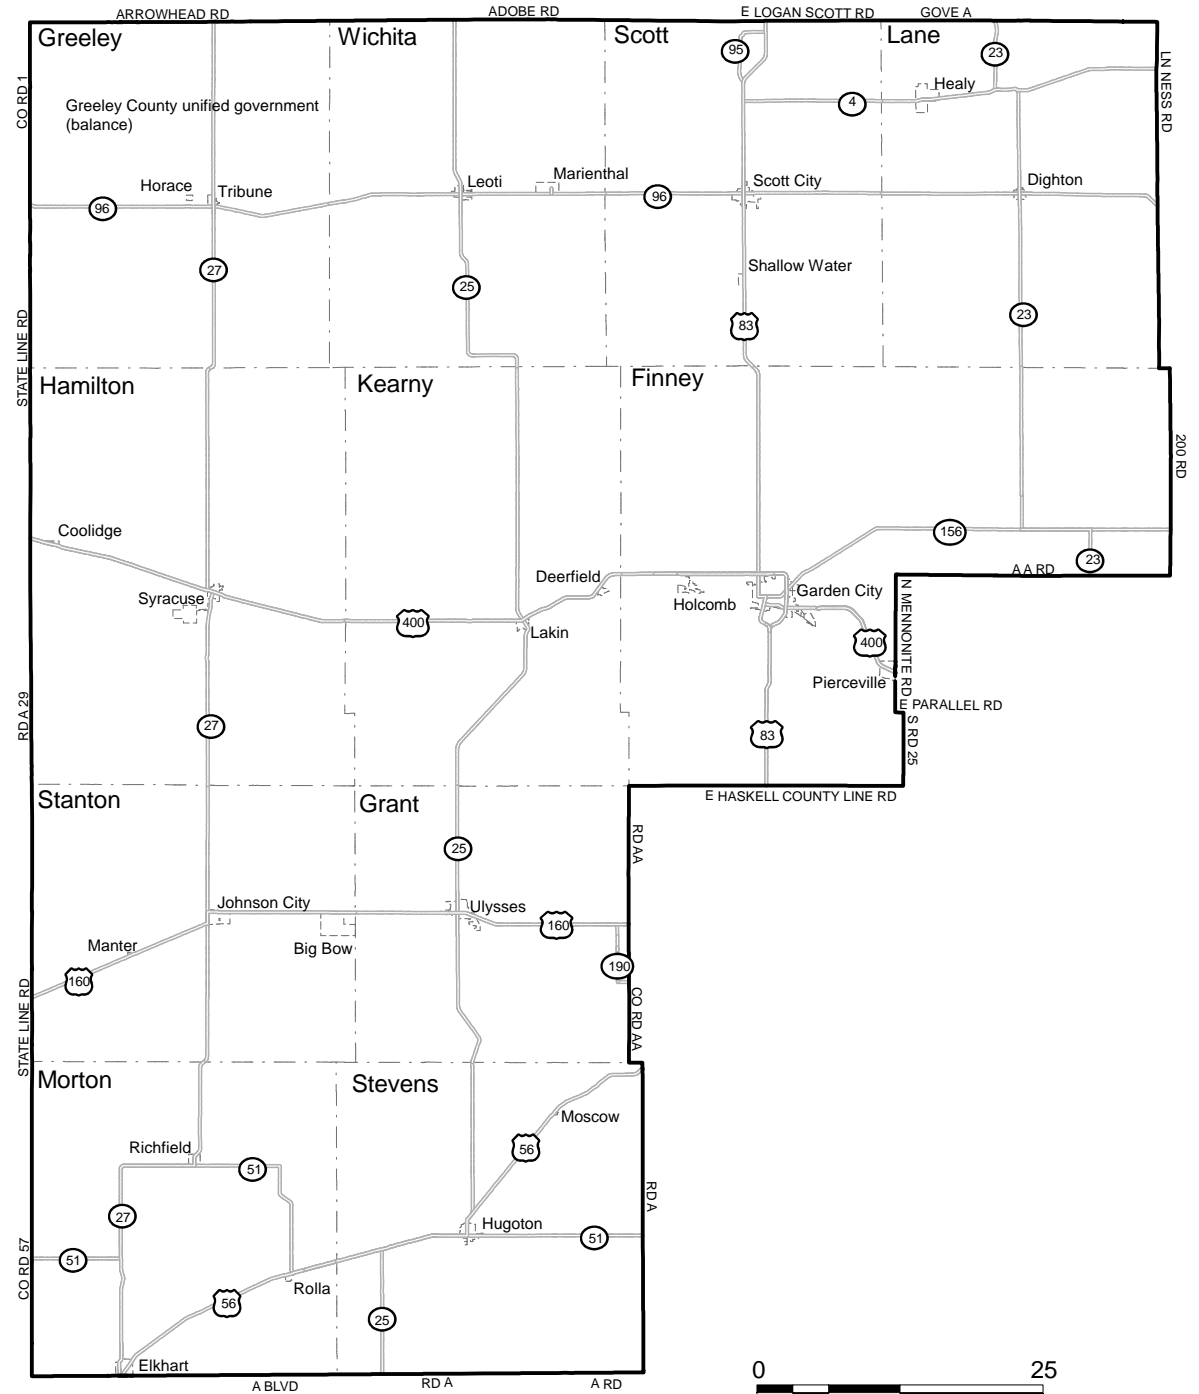 ARROWHEAD RD
ADOBE RD
E LOGAN SCOTT RD
GOVE A
Greeley
Wichita
Scott
Lane
95
23
CO RD 1
LN NESS RD
Healy
Greeley County unified government
(balance)
4
Horace
Tribune
Leoti
Marienthal
Scott City
Dighton
96
96
27
25
Shallow Water
83
23
STATE LINE RD
Hamilton
Kearny
Finney
200 RD
Coolidge
156
23
A A RD
Deerfield
Syracuse
Holcomb
Garden City
N MENNONITE RD
400
Lakin
400
Pierceville
RD A 29
27
E PARALLEL RD
S RD 25
83
Stanton
Grant
E HASKELL COUNTY LINE RD
25
RD AA
Johnson City
Ulysses
160
Manter
Big Bow
160
190
STATE LINE RD
CO RD AA
Morton
Stevens
Moscow
Richfield
56
51
27
RD A
Hugoton
51
51
CO RD 57
Rolla
56
25
Elkhart
A BLVD
RD A
A RD
0
25